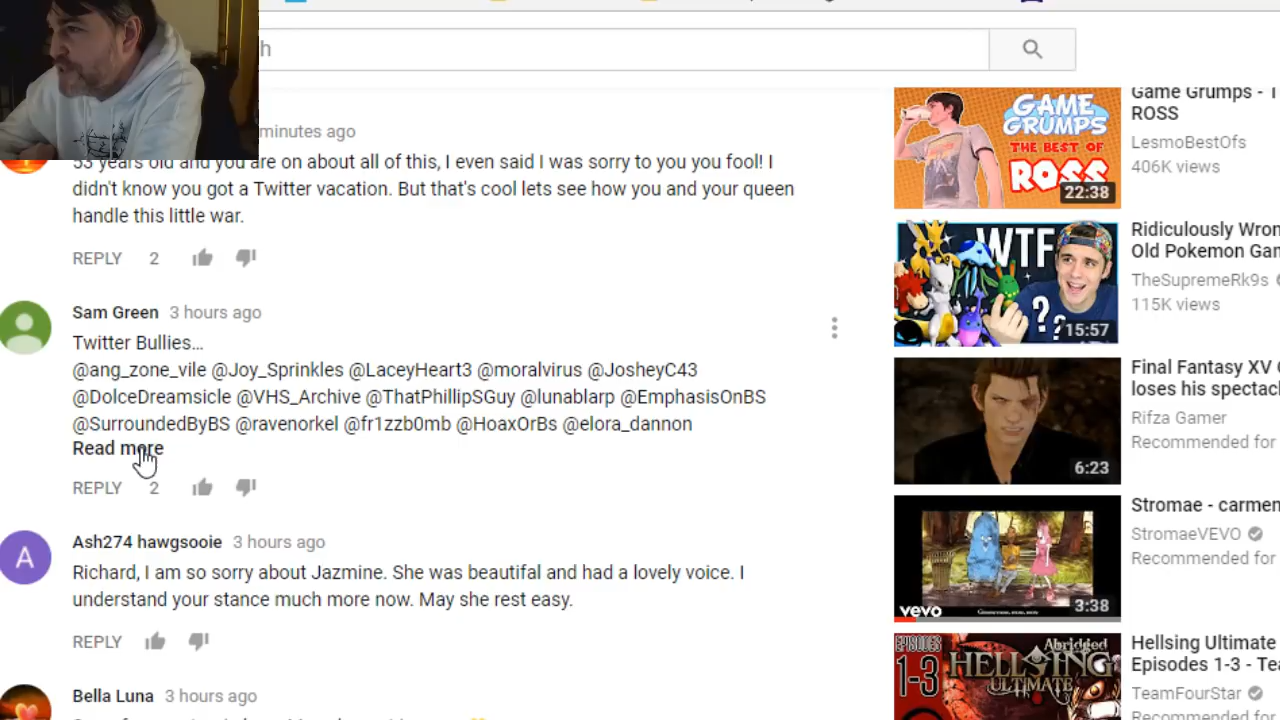 h
minutes ago
53 years old and you are on about all of this, I even said I was sorry to you you fool! I
didn't know you got a Twitter vacation. But that's cool lets see how you and your queen
handle this little war.
REPLY 2
Sam Green 3 hours ago
Twitter Bullies...
@ang_zone_vile @Joy_Sprinkles @LaceyHeart3 @moralvirus @JosheyC43
@DolceDreamsicle @VHS_Archive @ThatPhillipSGuy @lunablarp @EmphasisOnBS
@SurroundedByBS @ravenorkel @fr1zzb0mb @HoaxOrBs @elora_dannon
Read more
REPLY 2
A
Ash274 hawgsooie 3 hours ago
Richard, I am so sorry about Jazmine. She was beautifal and had a lovely voice. I
understand your stance much more now. May she rest easy.
REPLY
Bella Luna 3 hours ago
GAME
GRUMPS
THE BEST OF
ROSS
22:38
Game Grumps - T
ROSS
LesmoBestOfs
406K views
WTF
??
15:57
Ridiculously Wron
Old Pokemon Gam
TheSupremeRk9s
115K views
6:23
Final Fantasy XV
loses his spectac
Rifza Gamer
Recommended for
vevo
3:38
Stromae - carmen
StromaeVEVO
Recommended for
EPISODES
1-3
Abridged
HELLSING
ULTIMATE
Hellsing Ultimate
Episodes 1-3 - Tea
TeamFourStar
Recommended for